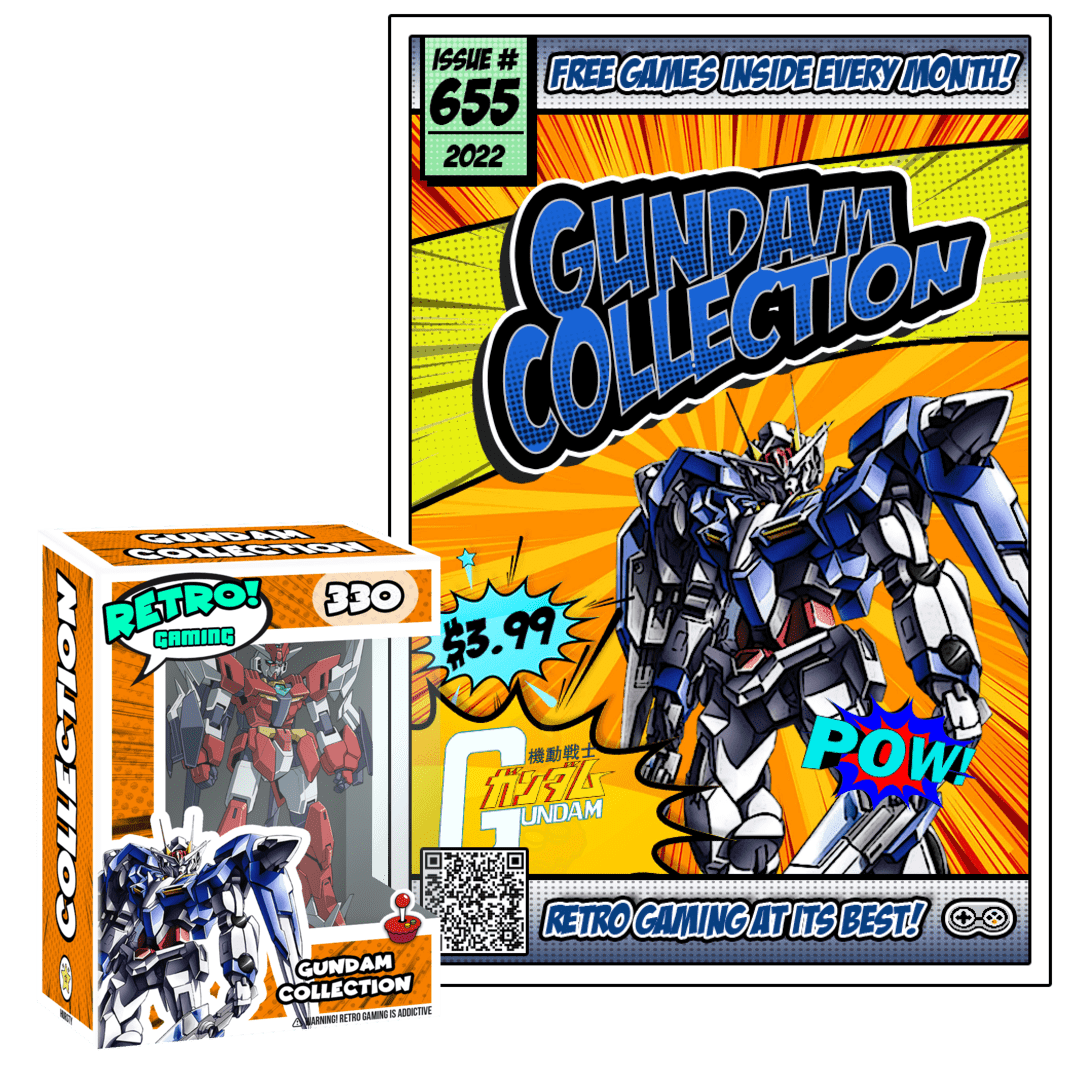 ISSUE #
655
2022
FREE GAMES INSIDE EVERY MONTH!
GUNDAM
COLLECTION
$3.99
機動戦士
ガンダム
GUNDAM
POW!
RETRO GAMING AT ITS BEST!
GUNDAM
COLLECTION
RETRO!
GAMING
330
COLLECTION
GUNDAM
COLLECTION
WARNING! RETRO GAMING IS ADDICTIVE